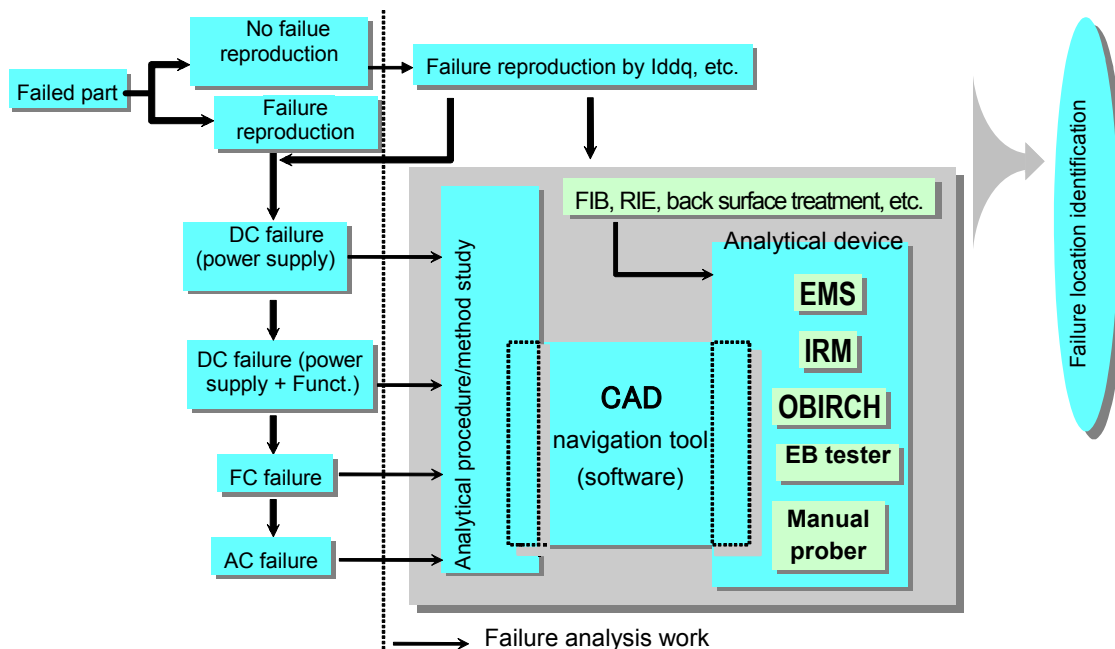 No failue
reproduction
Failed part
Failure
reproduction
Failure reproduction by Iddq, etc.
DC failure
(power supply)
DC failure (power
supply + Funct.)
FC failure
AC failure
Analytical procedure/method study
FIB, RIE, back surface treatment, etc.
Analytical device
CAD
navigation tool
(software)
EMS
IRM
OBIRCH
EB tester
Manual
prober
Failure location identification
Failure analysis work